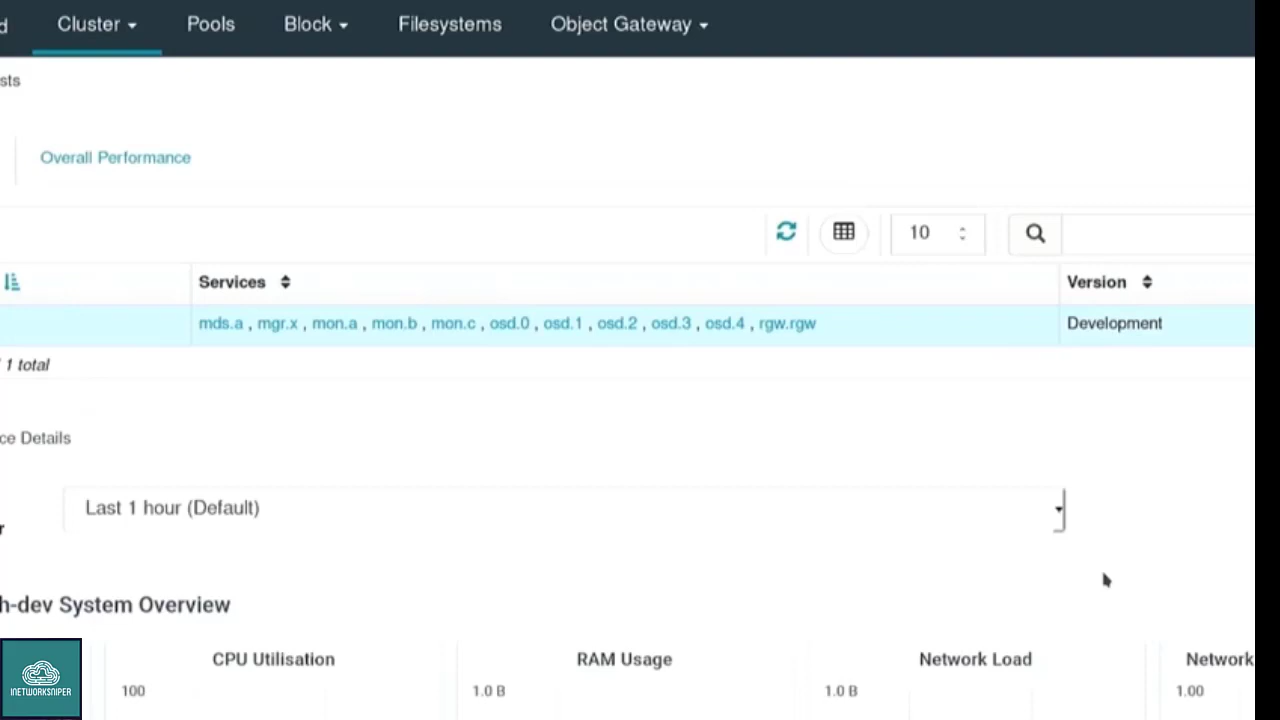 d Cluster Pools Block Filesystems Object Gateway
sts
Overall Performance
10
Services Version
mds.a , mgr.x , mon.a , mon.b , mon.c , osd.0 , osd.1 , osd.2 , osd.3 , osd.4 , rgw.rgw Development
/ 1 total
ce Details
Last 1 hour (Default)
r
h-dev System Overview
CPU Utilisation RAM Usage Network Load Network
100 1.0 B 1.0 B 1.00
INETWORKSNIPER